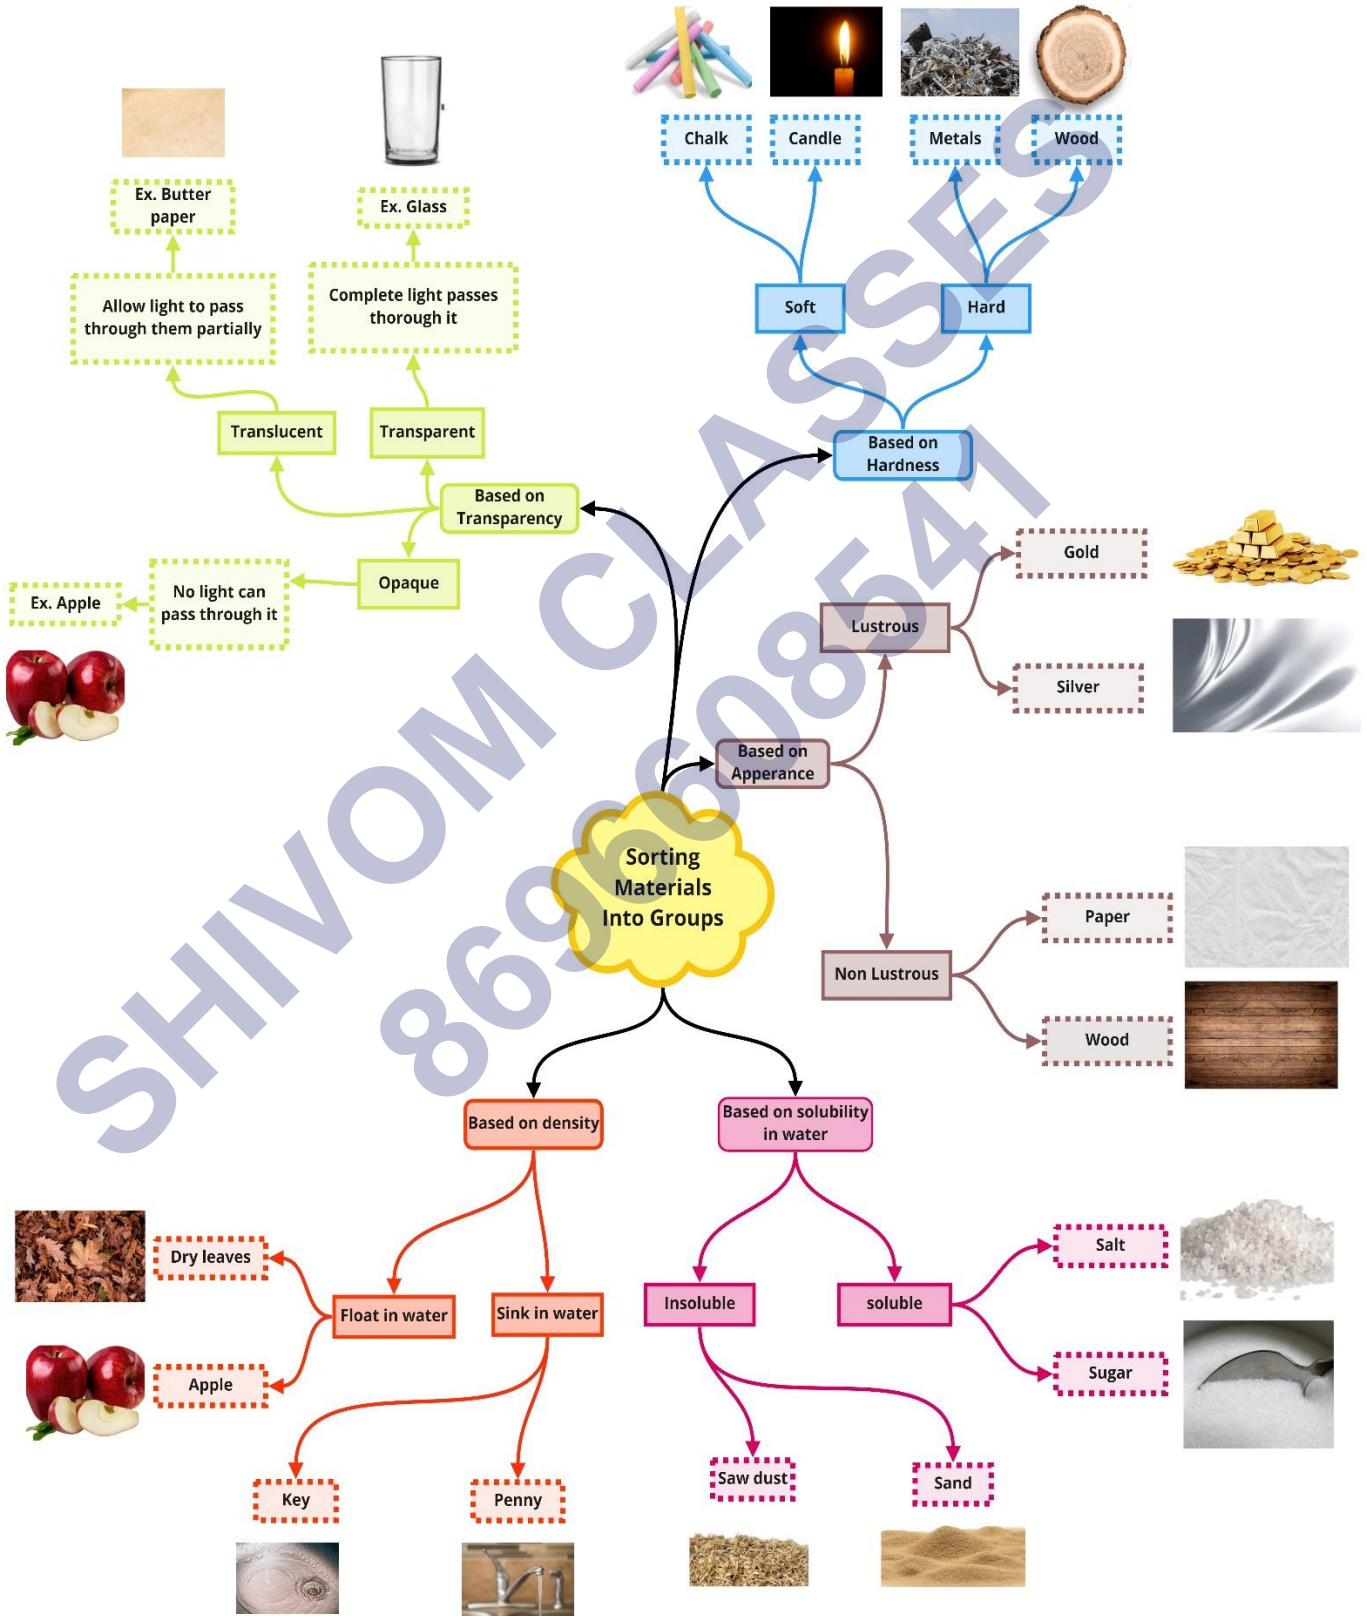 Chalk
Candle
Metals
Wood
Ex. Butter
paper
Ex. Glass
Allow light to pass
through them partially
Complete light passes
thorough it
Soft
Hard
Translucent
Transparent
Based on
Hardness
Based on
Transparency
Opaque
No light can
pass through it
Ex. Apple
Gold
Lustrous
Silver
Based on
Apperance
Sorting
Materials
Into Groups
Paper
Non Lustrous
Wood
Based on density
Based on solubility
in water
Dry leaves
Float in water
Sink in water
Apple
Key
Penny
Insoluble
soluble
Salt
Sugar
Saw dust
Sand
SHIVOM CLASSES
8696608541